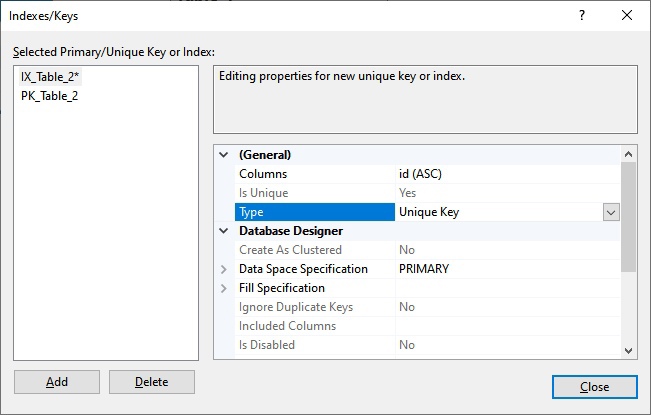 Indexes/Keys
Selected Primary/Unique Key or Index:
IX_Table_2*
PK_Table_2
Editing properties for new unique key or index.
(General)
Columns id (ASC)
Is Unique Yes
Type Unique Key
Database Designer
Create As Clustered No
Data Space Specification PRIMARY
Fill Specification
Ignore Duplicate Keys No
Included Columns
Is Disabled No
Add Delete
Close